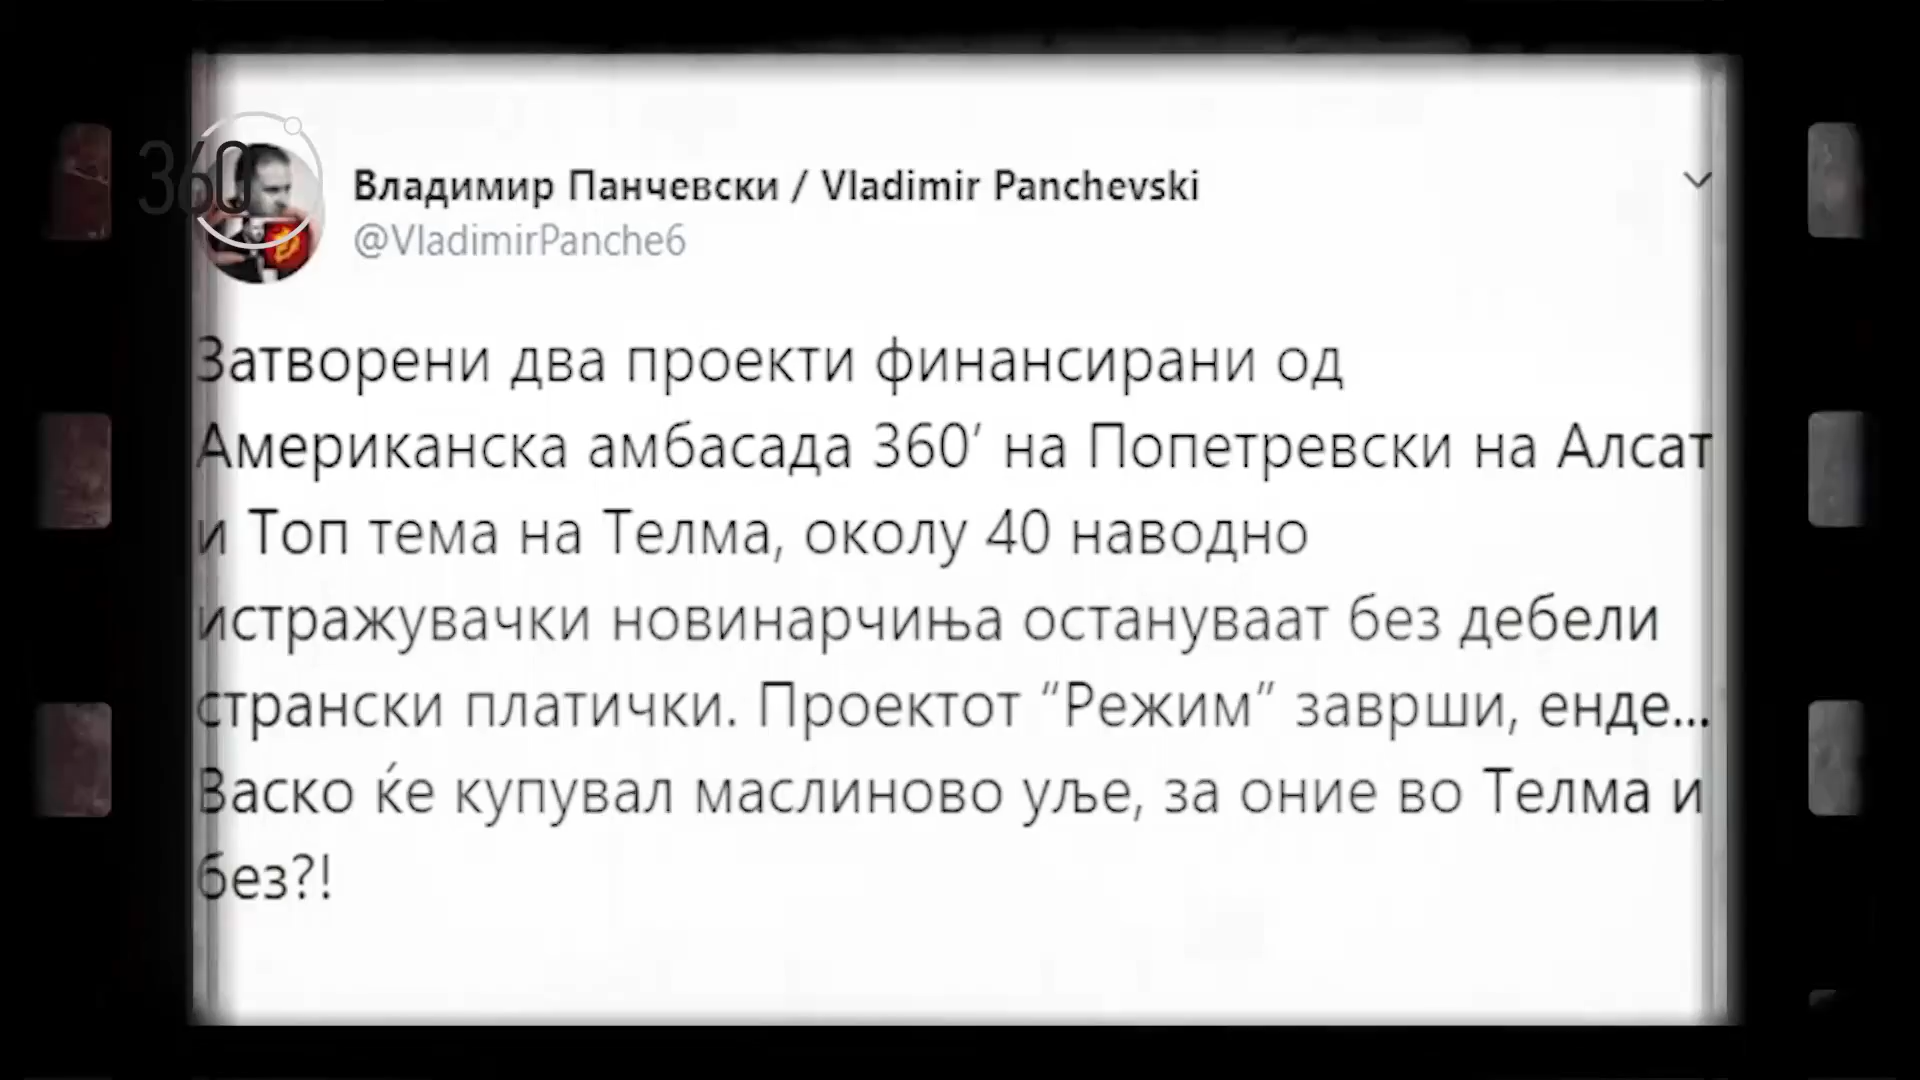 360
Владимир Панчевски / Vladimir Panchevski
@VladimirPanche6
Затворени два проекти финансирани од
Американска амбасада 360’ на Попетревски на Алсат
и Топ тема на Телма, околу 40 наводно
истражувачки новинарчиња остануваат без дебели
странски платички. Проектот “Режим” заврши, енде...
Васко ќе купувал маслиново уље, за оние во Телма и
без?!